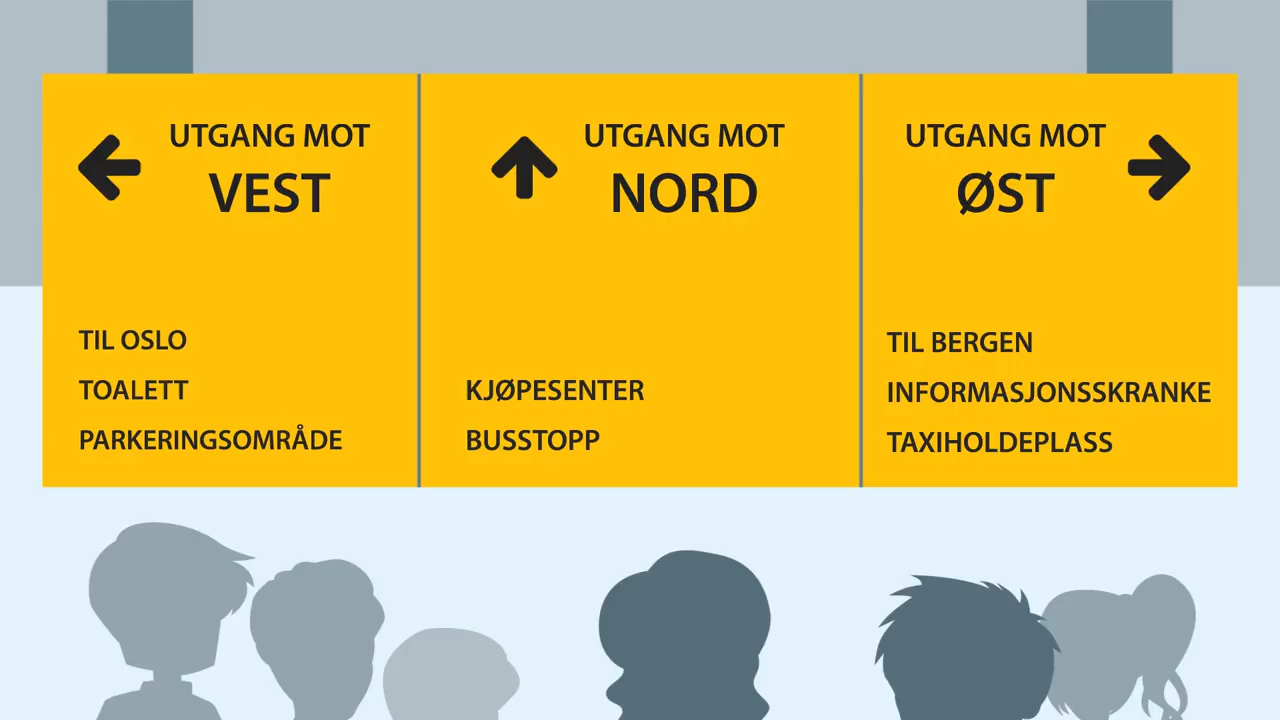 UTGANG MOT
VEST
TIL OSLO
TOALETT
PARKERINGSOMRÅDE
UTGANG MOT
NORD
KJØPESENTER
BUSSTOPP
UTGANG MOT
ØST
TIL BERGEN
INFORMASJONSSKRANKE
TAXIHOLDEPLASS